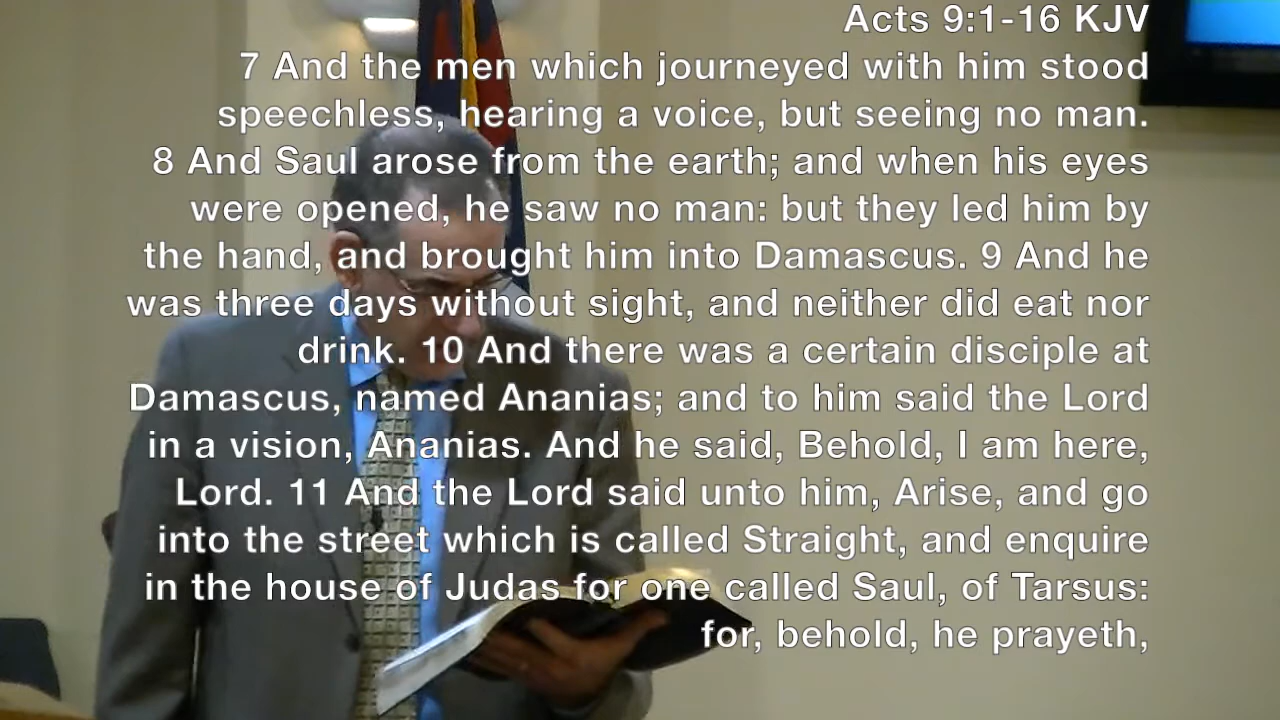 Acts 9:1-16 KJV
7 And the men which journeyed with him stood
speechless, hearing a voice, but seeing no man.
8 And Saul arose from the earth; and when his eyes
were opened, he saw no man: but they led him by
the hand, and brought him into Damascus. 9 And he
was three days without sight, and neither did eat nor
drink. 10 And there was a certain disciple at
Damascus, named Ananias; and to him said the Lord
in a vision, Ananias. And he said, Behold, I am here,
Lord. 11 And the Lord said unto him, Arise, and go
into the street which is called Straight, and enquire
in the house of Judas for one called Saul, of Tarsus:
for, behold, he prayeth,